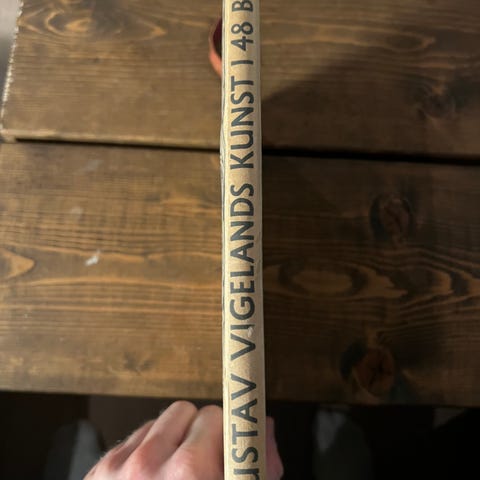 USTAV VIGELANDS KUNST I 48 B